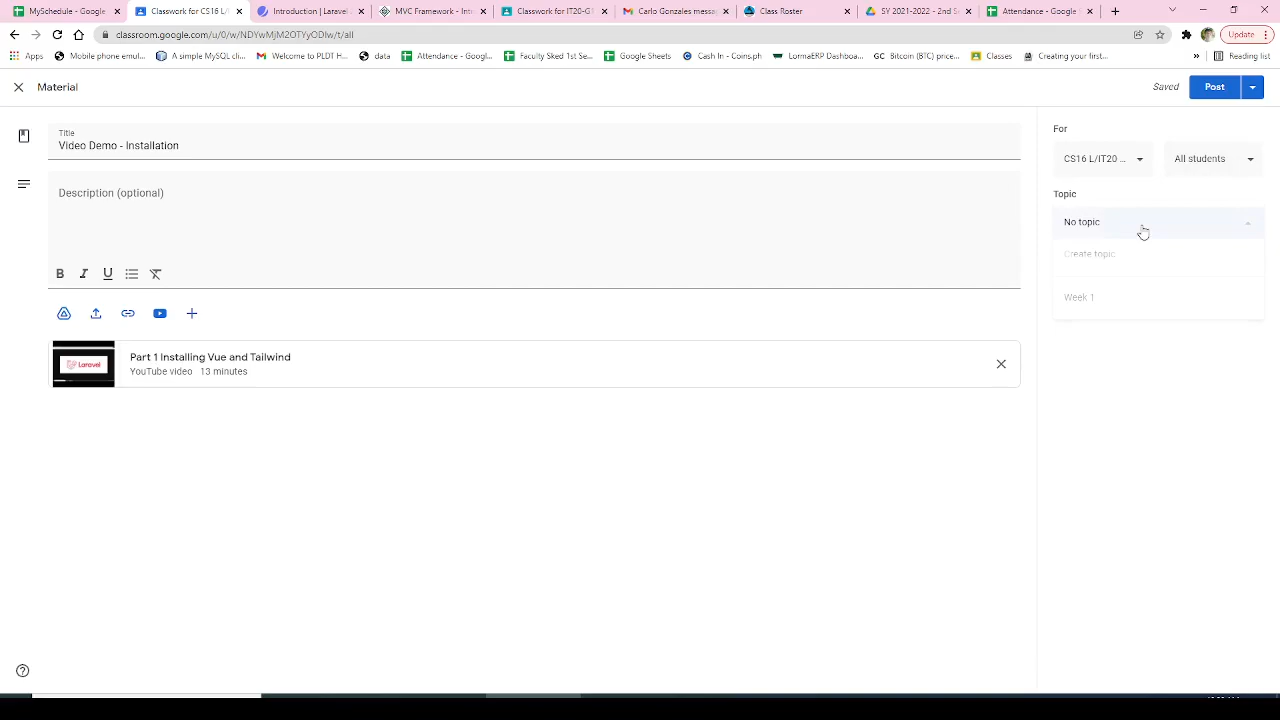 MySchedule - Google
Classwork for CS16 L/
Introduction | Laravel
MVC Framework - Int
Classwork for IT20-G1
Carlo Gonzales messa
Class Roster
SY 2021-2022 - 2nd S
Attendance - Google
classroom.google.com/u/0/w/NDYwMjM2OTYyODIw/t/all
Update
Apps
Mobile phone emul...
A simple MySQL cli...
Welcome to PLDT H...
data
Attendance - Googl...
Faculty Sked 1st Se...
Google Sheets
Cash In - Coins.ph
LormaERP Dashboa...
GC Bitcoin (BTC) price...
Classes
Creating your first...
»
Reading list
Material
Saved
Post
Title
Video Demo - Installation
Description (optional)
B I U
Part 1 Installing Vue and Tailwind
YouTube video 13 minutes
Laravel
For
CS16 L/IT20 ...
All students
Topic
No topic
Create topic
Week 1